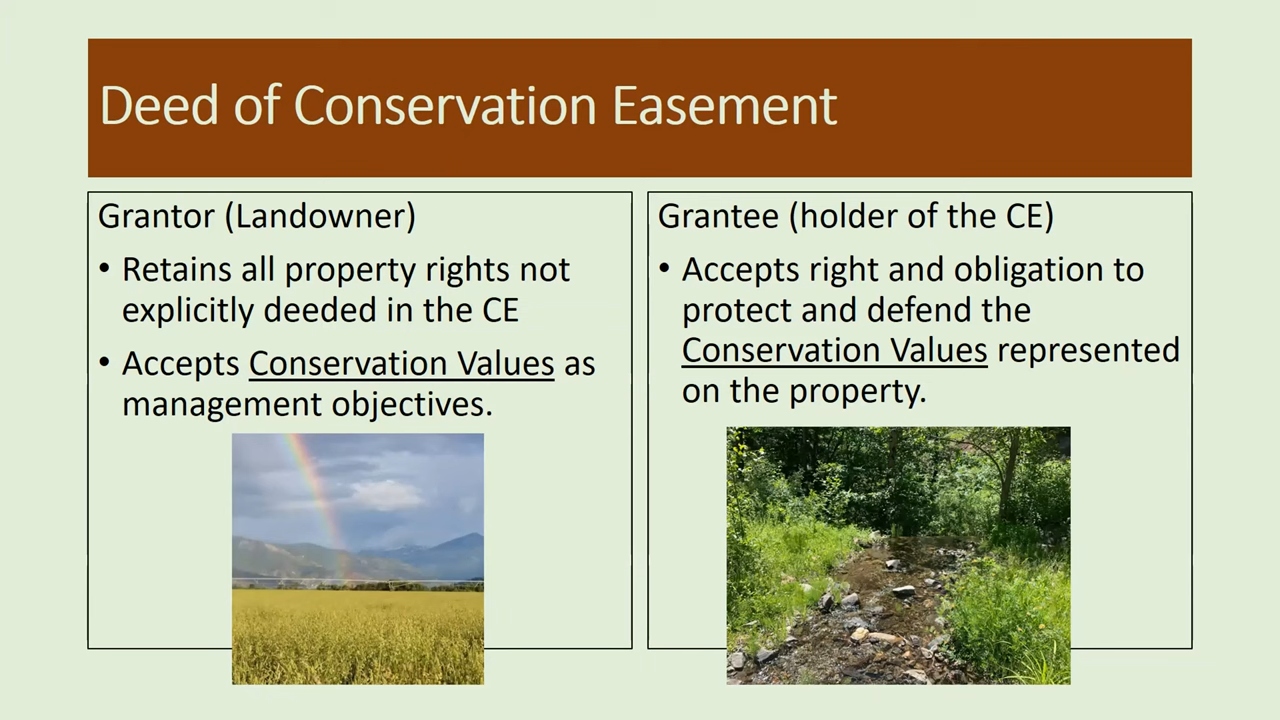 Deed of Conservation Easement
Grantor (Landowner)
• Retains all property rights not
explicitly deeded in the CE
• Accepts Conservation Values as
management objectives.
Grantee (holder of the CE)
• Accepts right and obligation to
protect and defend the
Conservation Values represented
on the property.